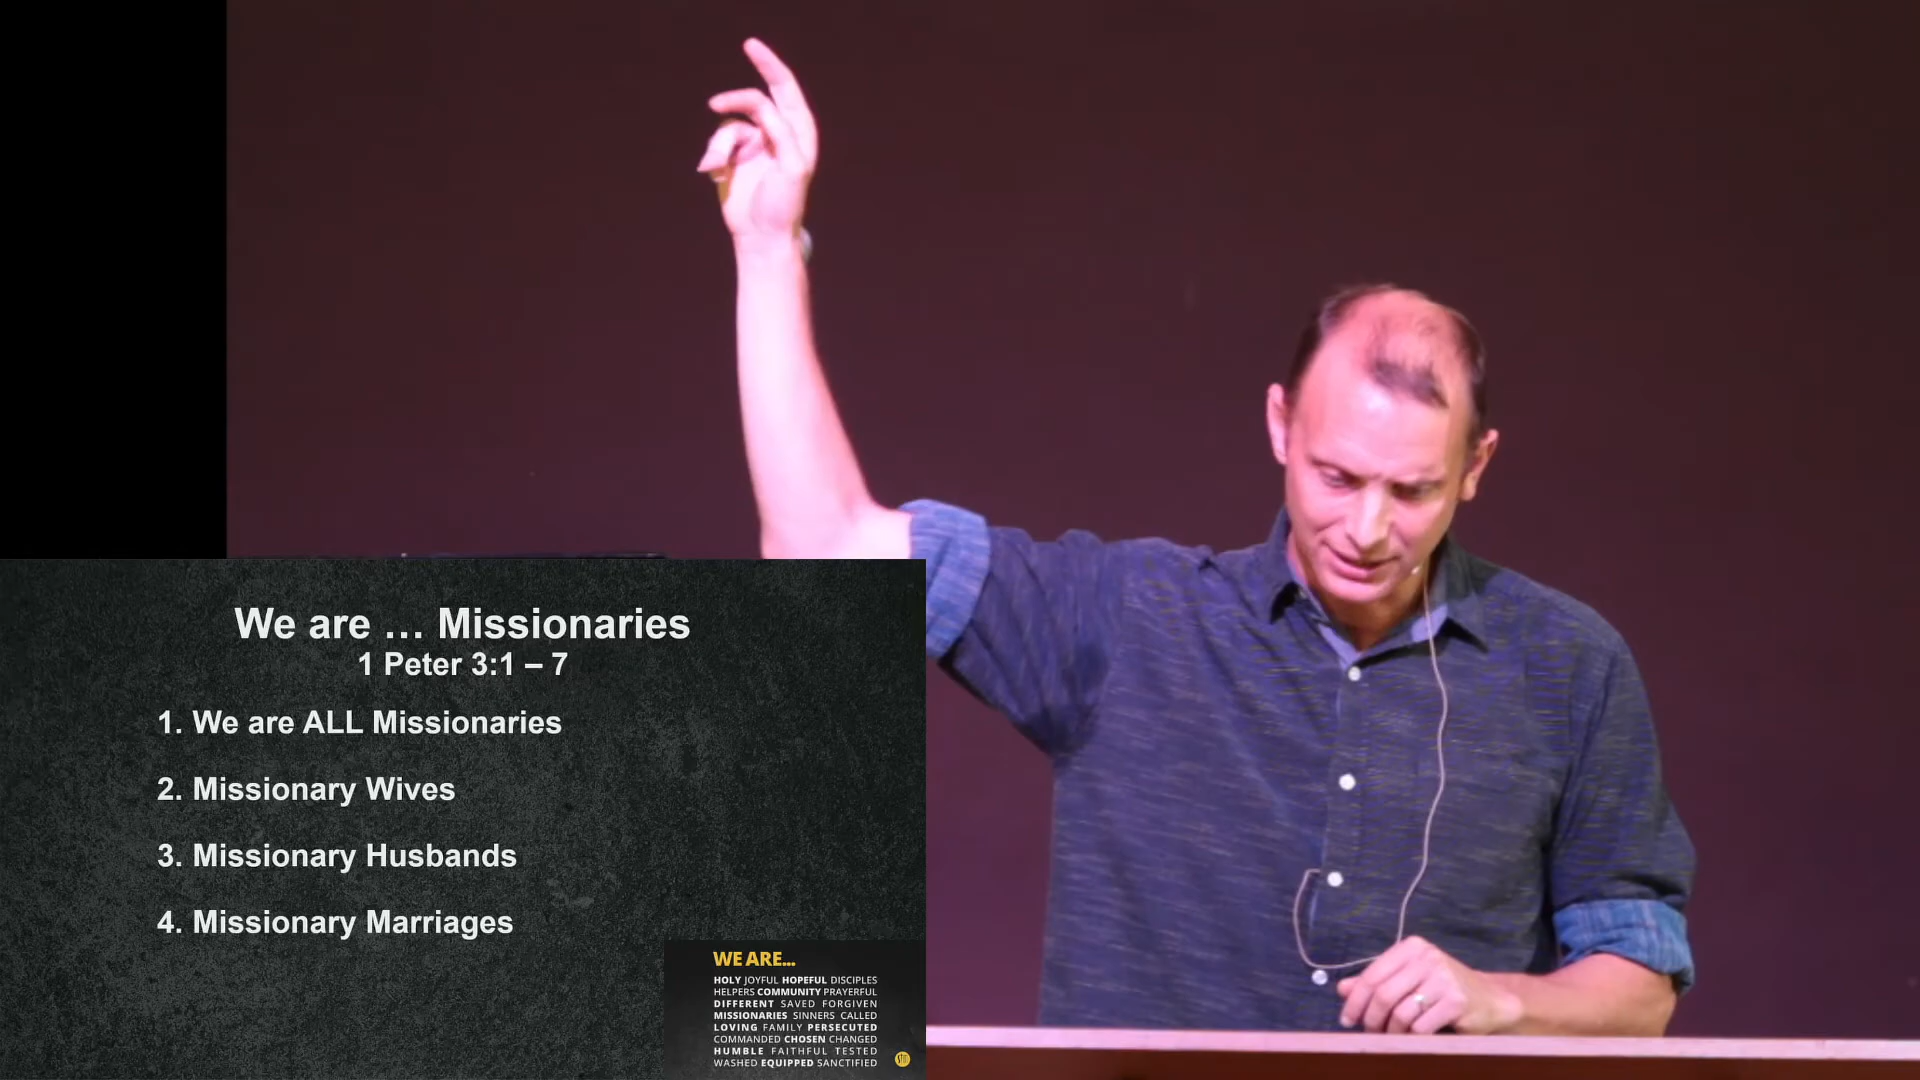 We are … Missionaries
1 Peter 3:1 – 7
1. We are ALL Missionaries
2. Missionary Wives
3. Missionary Husbands
4. Missionary Marriages
WE ARE...
HOLY JOYFUL HOPEFUL DISCIPLES
HELPERS COMMUNITY PRAYERFUL
DIFFERENT SAVED FORGIVEN
MISSIONARIES SINNERS CALLED
LOVING FAMILY PERSECUTED
COMMANDED CHOSEN CHANGED
HUMBLE FAITHFUL TESTED
WASHED EQUIPPED SANCTIFIED